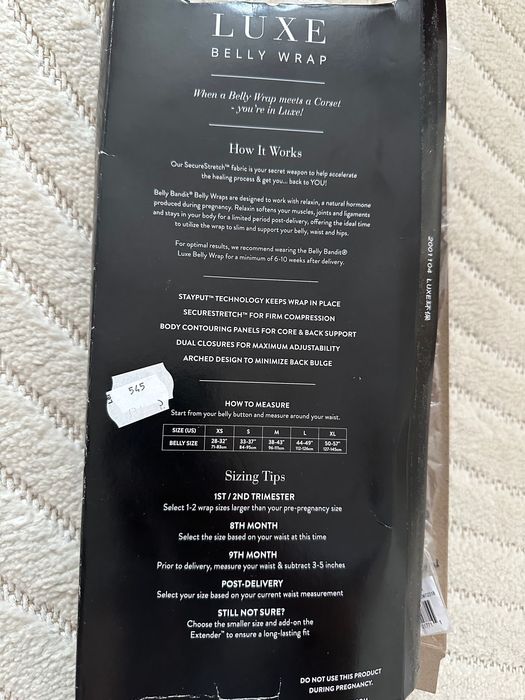 LUXE
BELLY WRAP
When a Belly Wrap meets a Corset
- you're in Luxe!
How It Works
Our SecureStretch™ fabric is your secret weapon to help accelerate
the healing process & get you... back to YOU!
Belly Bandit® Belly Wraps are designed to work with relaxin, a natural hormone
produced during pregnancy. Relaxin softens your muscles, joints and ligaments
and stays in your body for a limited period post-delivery, offering the ideal time
to utilize the wrap to slim and support your belly, waist and hips.
For optimal results, we recommend wearing the Belly Bandit®
Luxe Belly Wrap for a minimum of 6-10 weeks after delivery.
STAYPUT™ TECHNOLOGY KEEPS WRAP IN PLACE
SECURESTRETCH™ FOR FIRM COMPRESSION
BODY CONTOURING PANELS FOR CORE & BACK SUPPORT
DUAL CLOSURES FOR MAXIMUM ADJUSTABILITY
ARCHED DESIGN TO MINIMIZE BACK BULGE
545
HOW TO MEASURE
Start from your belly button and measure around your waist.
SIZE (US) XS S M L XL
BELLY SIZE 28-32" 33-37" 38-43" 44-49" 50-57"
71-83cm 84-95cm 96-111cm 112-126cm 127-145cm
Sizing Tips
1ST / 2ND TRIMESTER
Select 1-2 wrap sizes larger than your pre-pregnancy size
8TH MONTH
Select the size based on your waist at this time
9TH MONTH
Prior to delivery, measure your waist & subtract 3-5 inches
POST-DELIVERY
Select your size based on your current waist measurement
STILL NOT SURE?
Choose the smaller size and add-on the
Extender™ to ensure a long-lasting fit
DO NOT USE THIS PRODUCT
DURING PREGNANCY.
2001104 LUXE